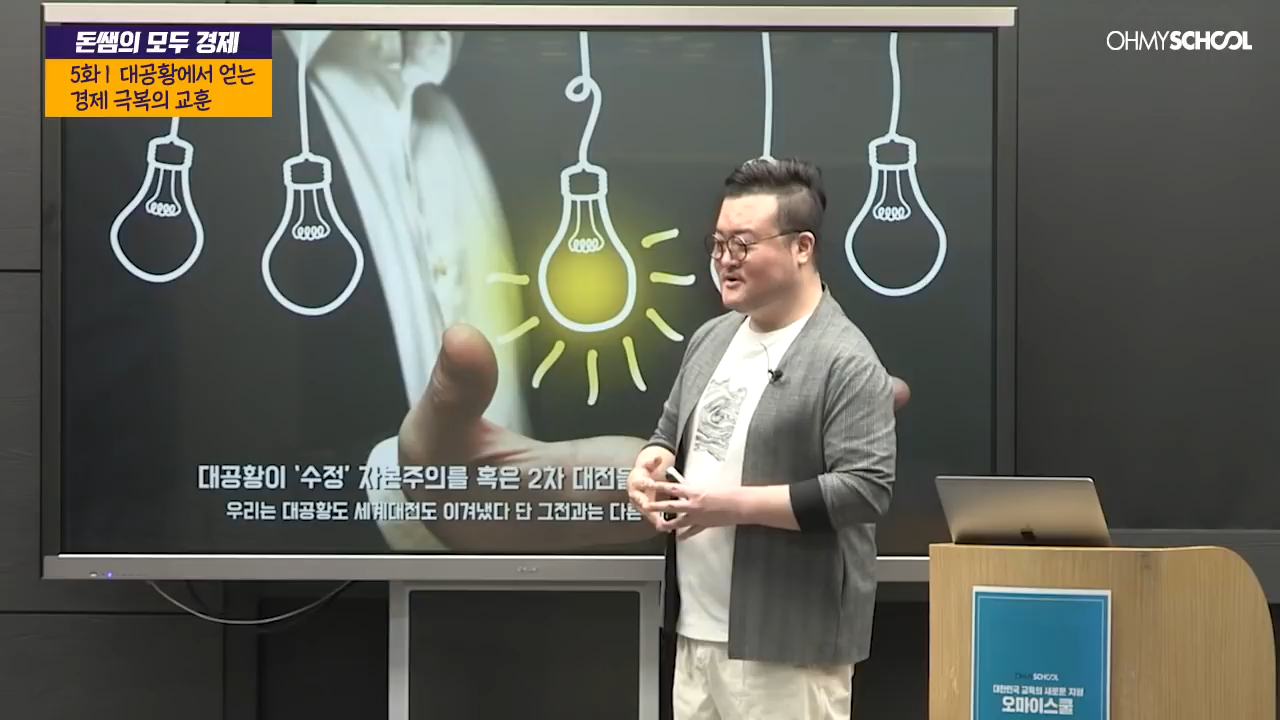 돈쌤의 모두 경제
5화 | 대공황에서 얻는
경제 극복의 교훈
OHMYSCHOOL
대공황이 '수정' 자본주의를 혹은 2차 대전을
우리는 대공황도 세계대전도 이겨냈다 단 그전과는 다른
OHMYSCHOOL
대한민국 교육의 새로운 지평
오마이스쿨